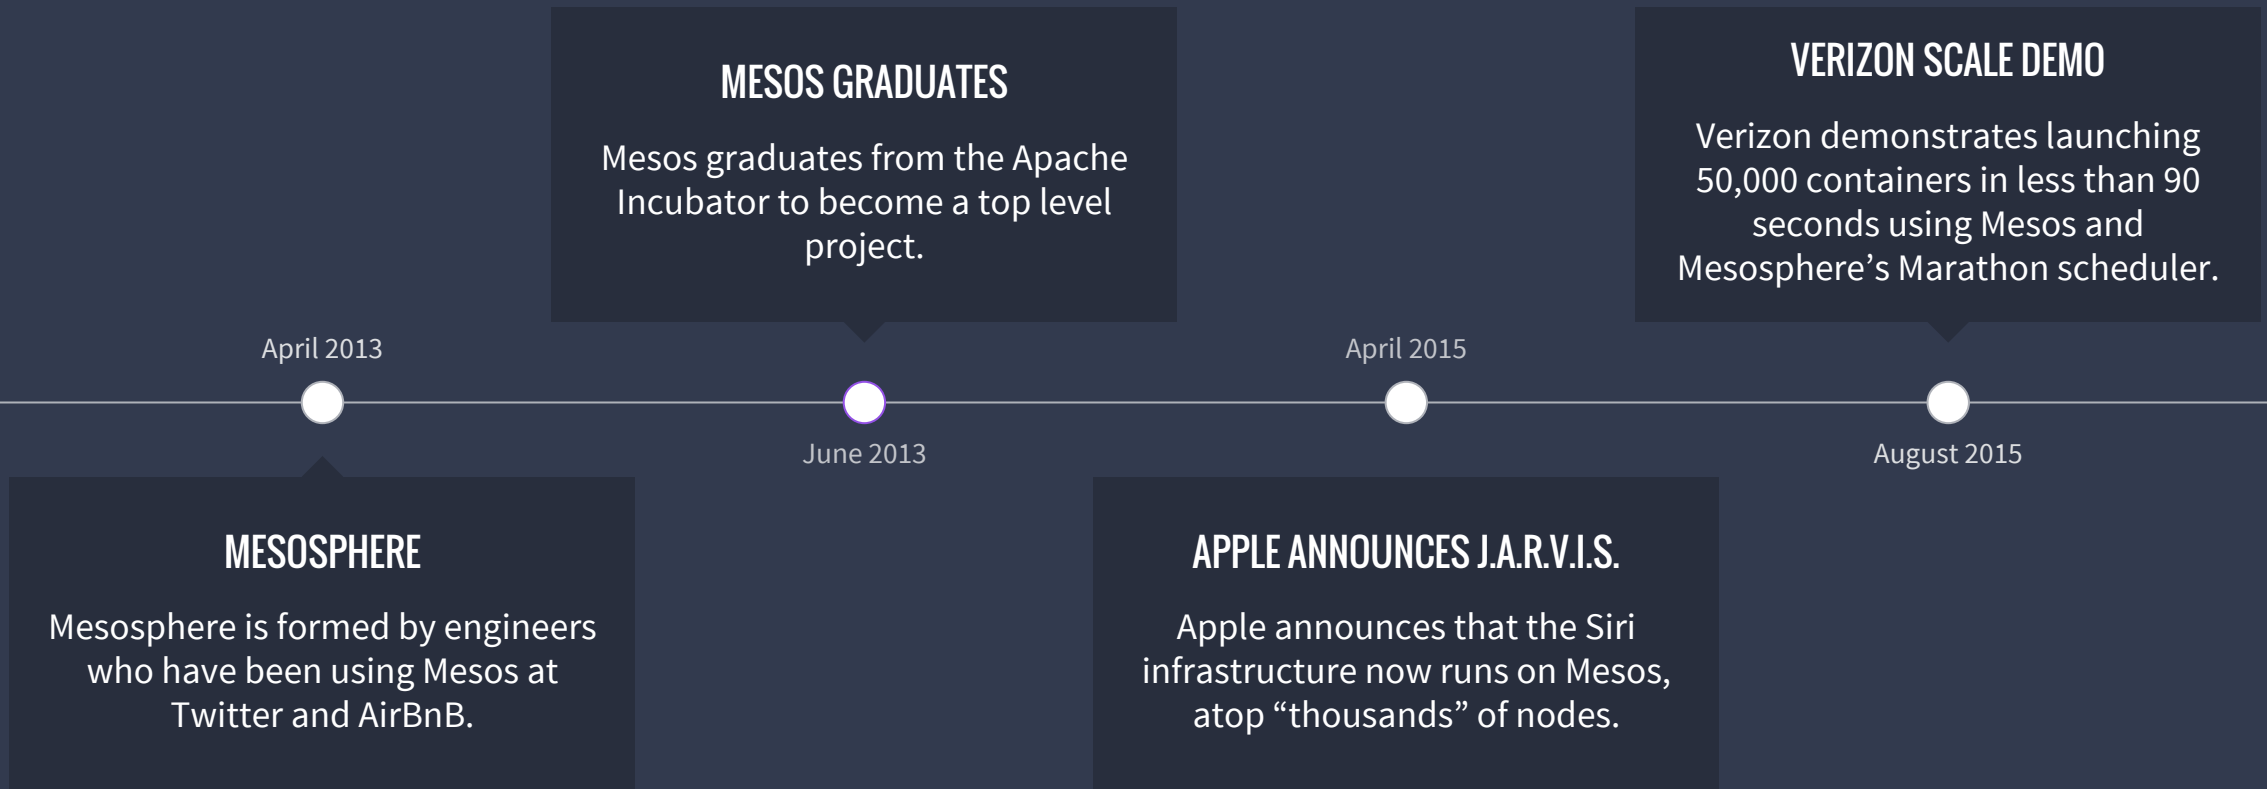 April 2013
MESOSPHERE
Mesosphere is formed by engineers
who have been using Mesos at
Twitter and AirBnB.
MESOS GRADUATES
Mesos graduates from the Apache
Incubator to become a top level
project.
June 2013
April 2015
APPLE ANNOUNCES J.A.R.V.I.S.
Apple announces that the Siri
infrastructure now runs on Mesos,
atop “thousands” of nodes.
VERIZON SCALE DEMO
Verizon demonstrates launching
50,000 containers in less than 90
seconds using Mesos and
Mesosphere’s Marathon scheduler.
August 2015